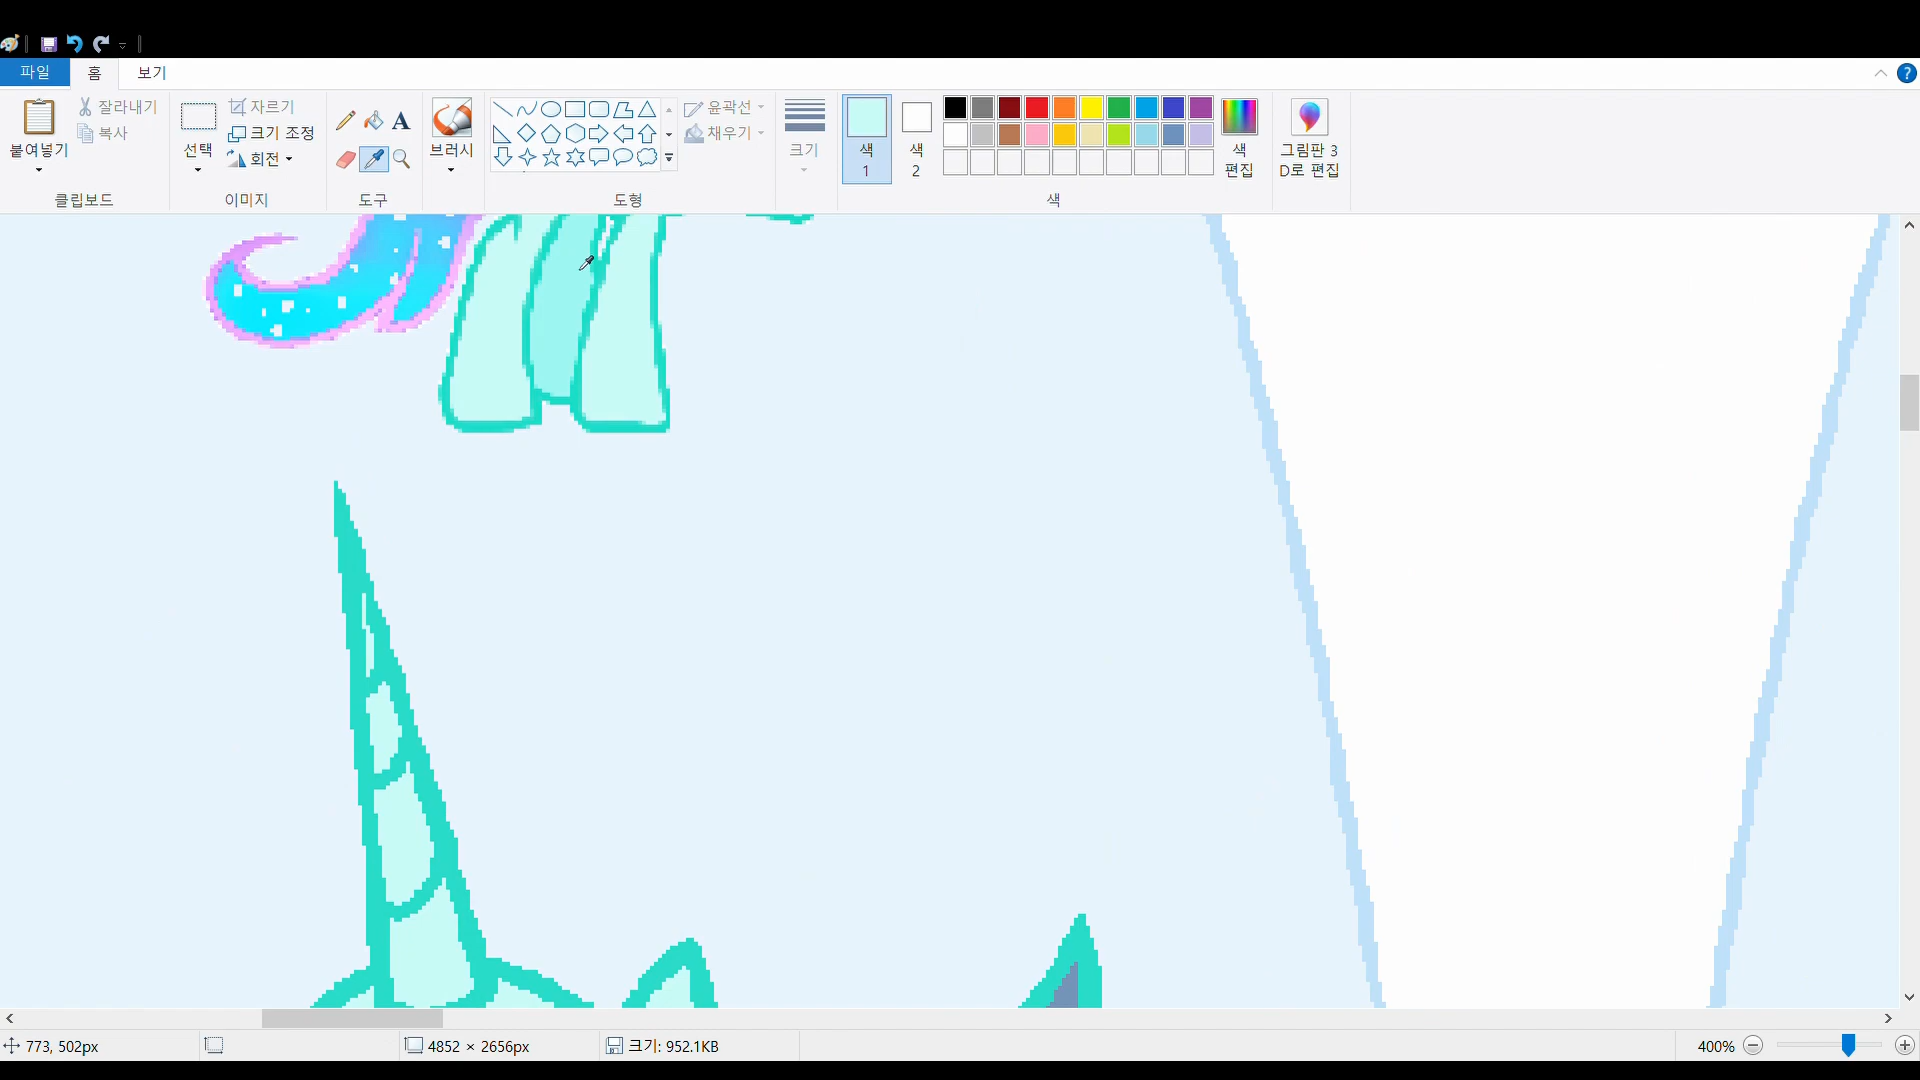 파일
홈
보기
붙여넣기
잘라내기
복사
클립보드
선택
자르기
크기 조정
회전
이미지
A
도구
브러시
윤곽선
채우기
도형
크기
색
1
색
2
색
편집
색
그림판 3
D로 편집
?
773, 502px
4852 × 2656px
크기: 952.1KB
400%